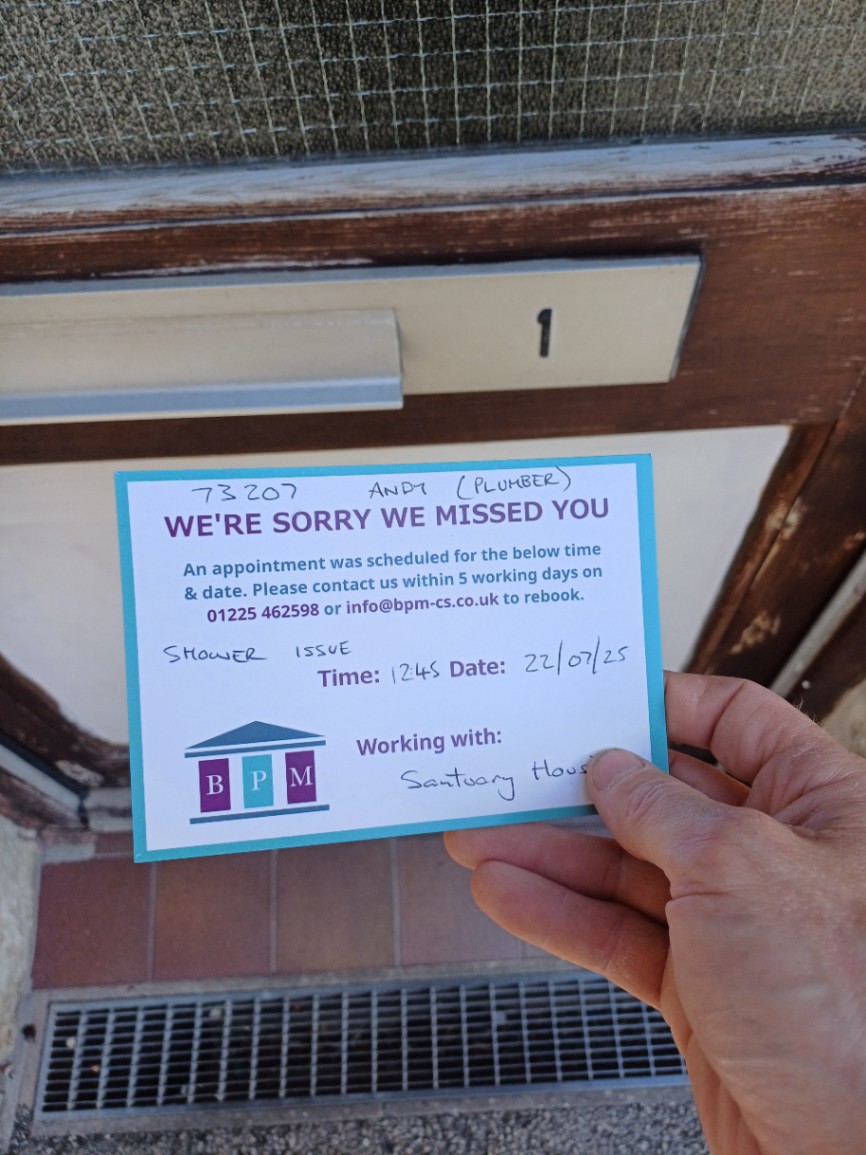 1
73207 ANDY (PLUMBER)
WE'RE SORRY WE MISSED YOU
An appointment was scheduled for the below time
& date. Please contact us within 5 working days on
01225 462598 or info@bpm-cs.co.uk to rebook.
SHOWER ISSUE
Time: 12:45 Date: 22/07/25
Working with:
Santuary
B P M